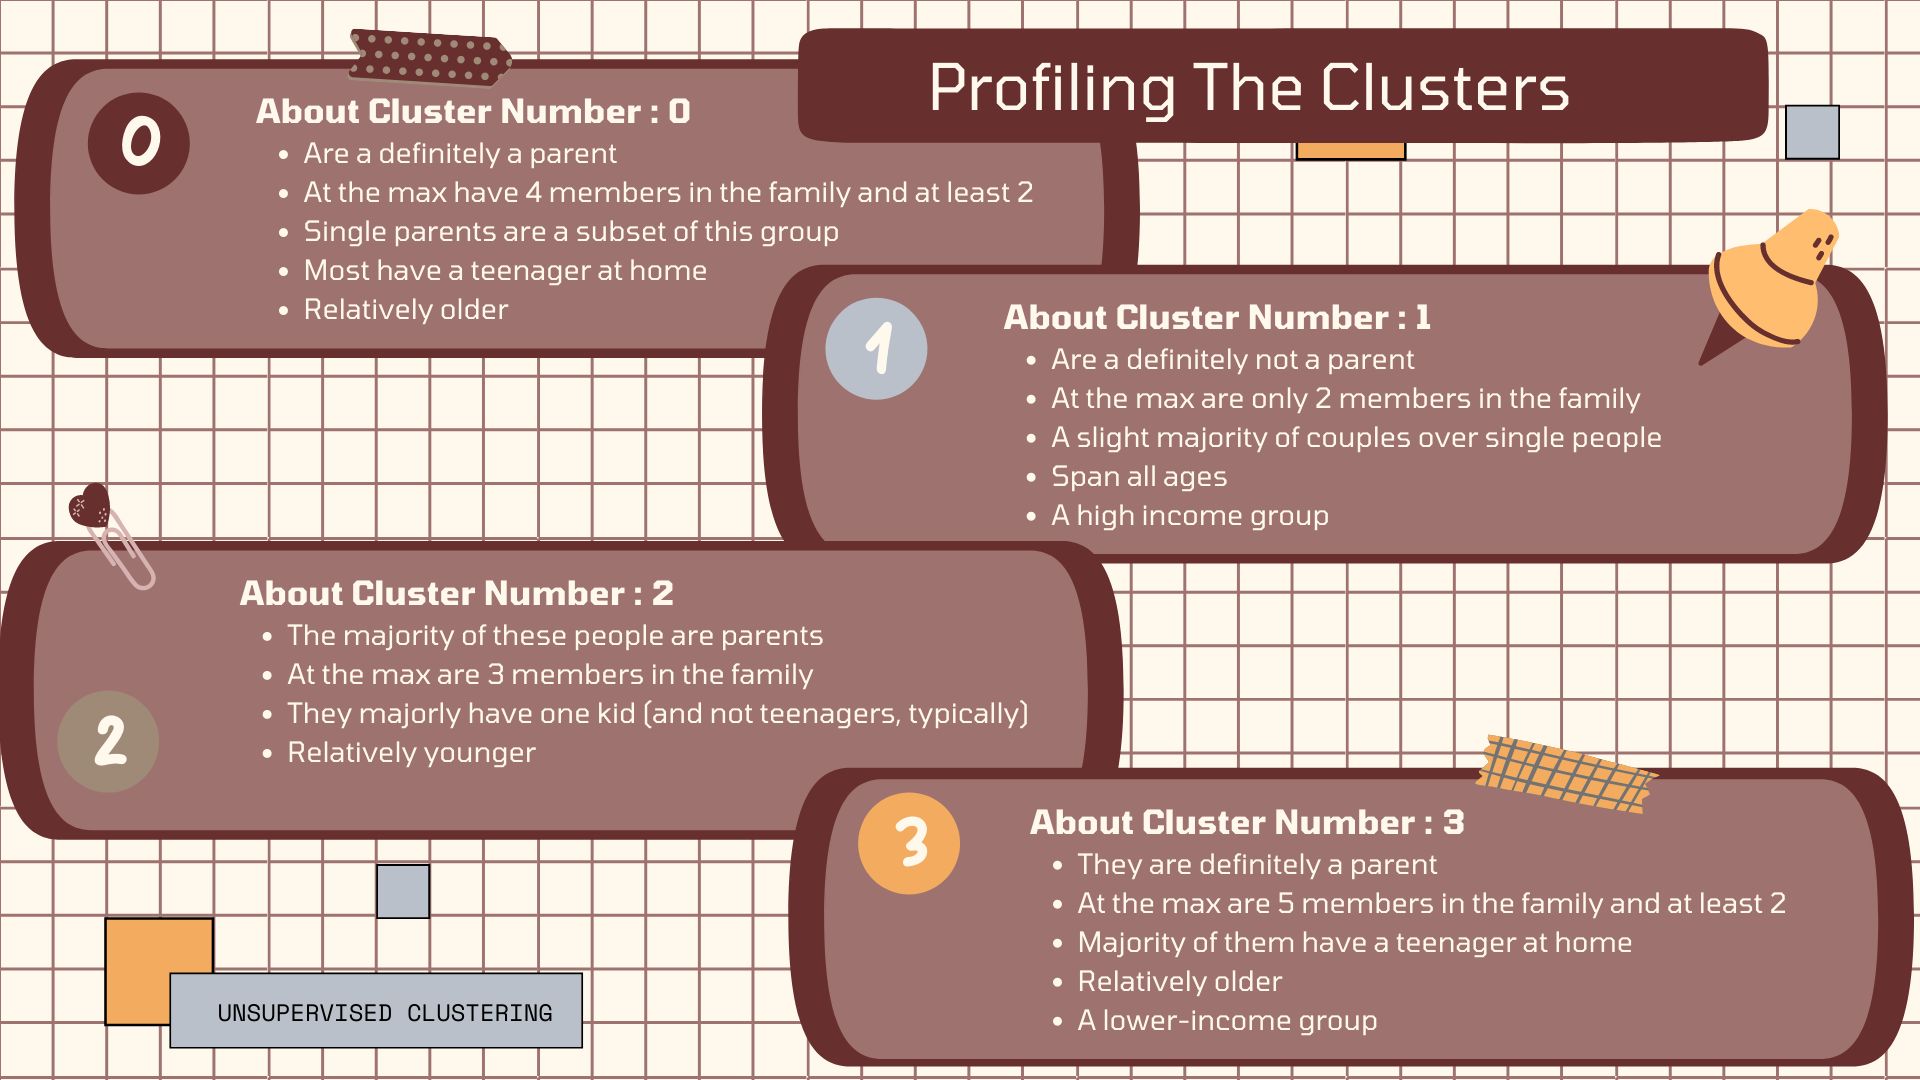 Profiling The Clusters
0
About Cluster Number : 0
• Are a definitely a parent
• At the max have 4 members in the family and at least 2
• Single parents are a subset of this group
• Most have a teenager at home
• Relatively older
1
About Cluster Number : 1
• Are a definitely not a parent
• At the max are only 2 members in the family
• A slight majority of couples over single people
• Span all ages
• A high income group
2
About Cluster Number : 2
• The majority of these people are parents
• At the max are 3 members in the family
• They majorly have one kid (and not teenagers, typically)
• Relatively younger
3
About Cluster Number : 3
• They are definitely a parent
• At the max are 5 members in the family and at least 2
• Majority of them have a teenager at home
• Relatively older
• A lower-income group
UNSUPERVISED CLUSTERING